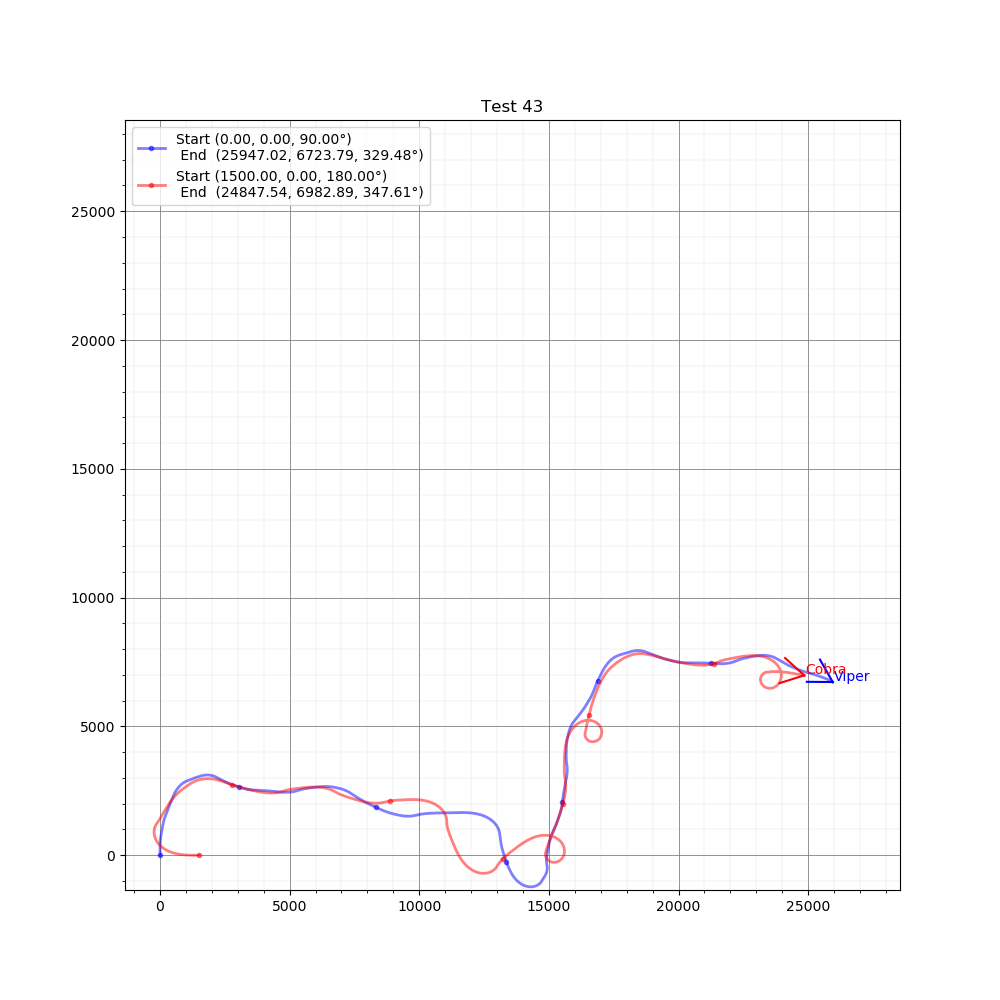 Test 43
Start (0.00, 0.00, 90.00°)
End (25947.02, 6723.79, 329.48°)
Start (1500.00, 0.00, 180.00°)
End (24847.54, 6982.89, 347.61°)
25000
20000
15000
10000
5000
0
Cobra
Viper
0 5000 10000 15000 20000 25000